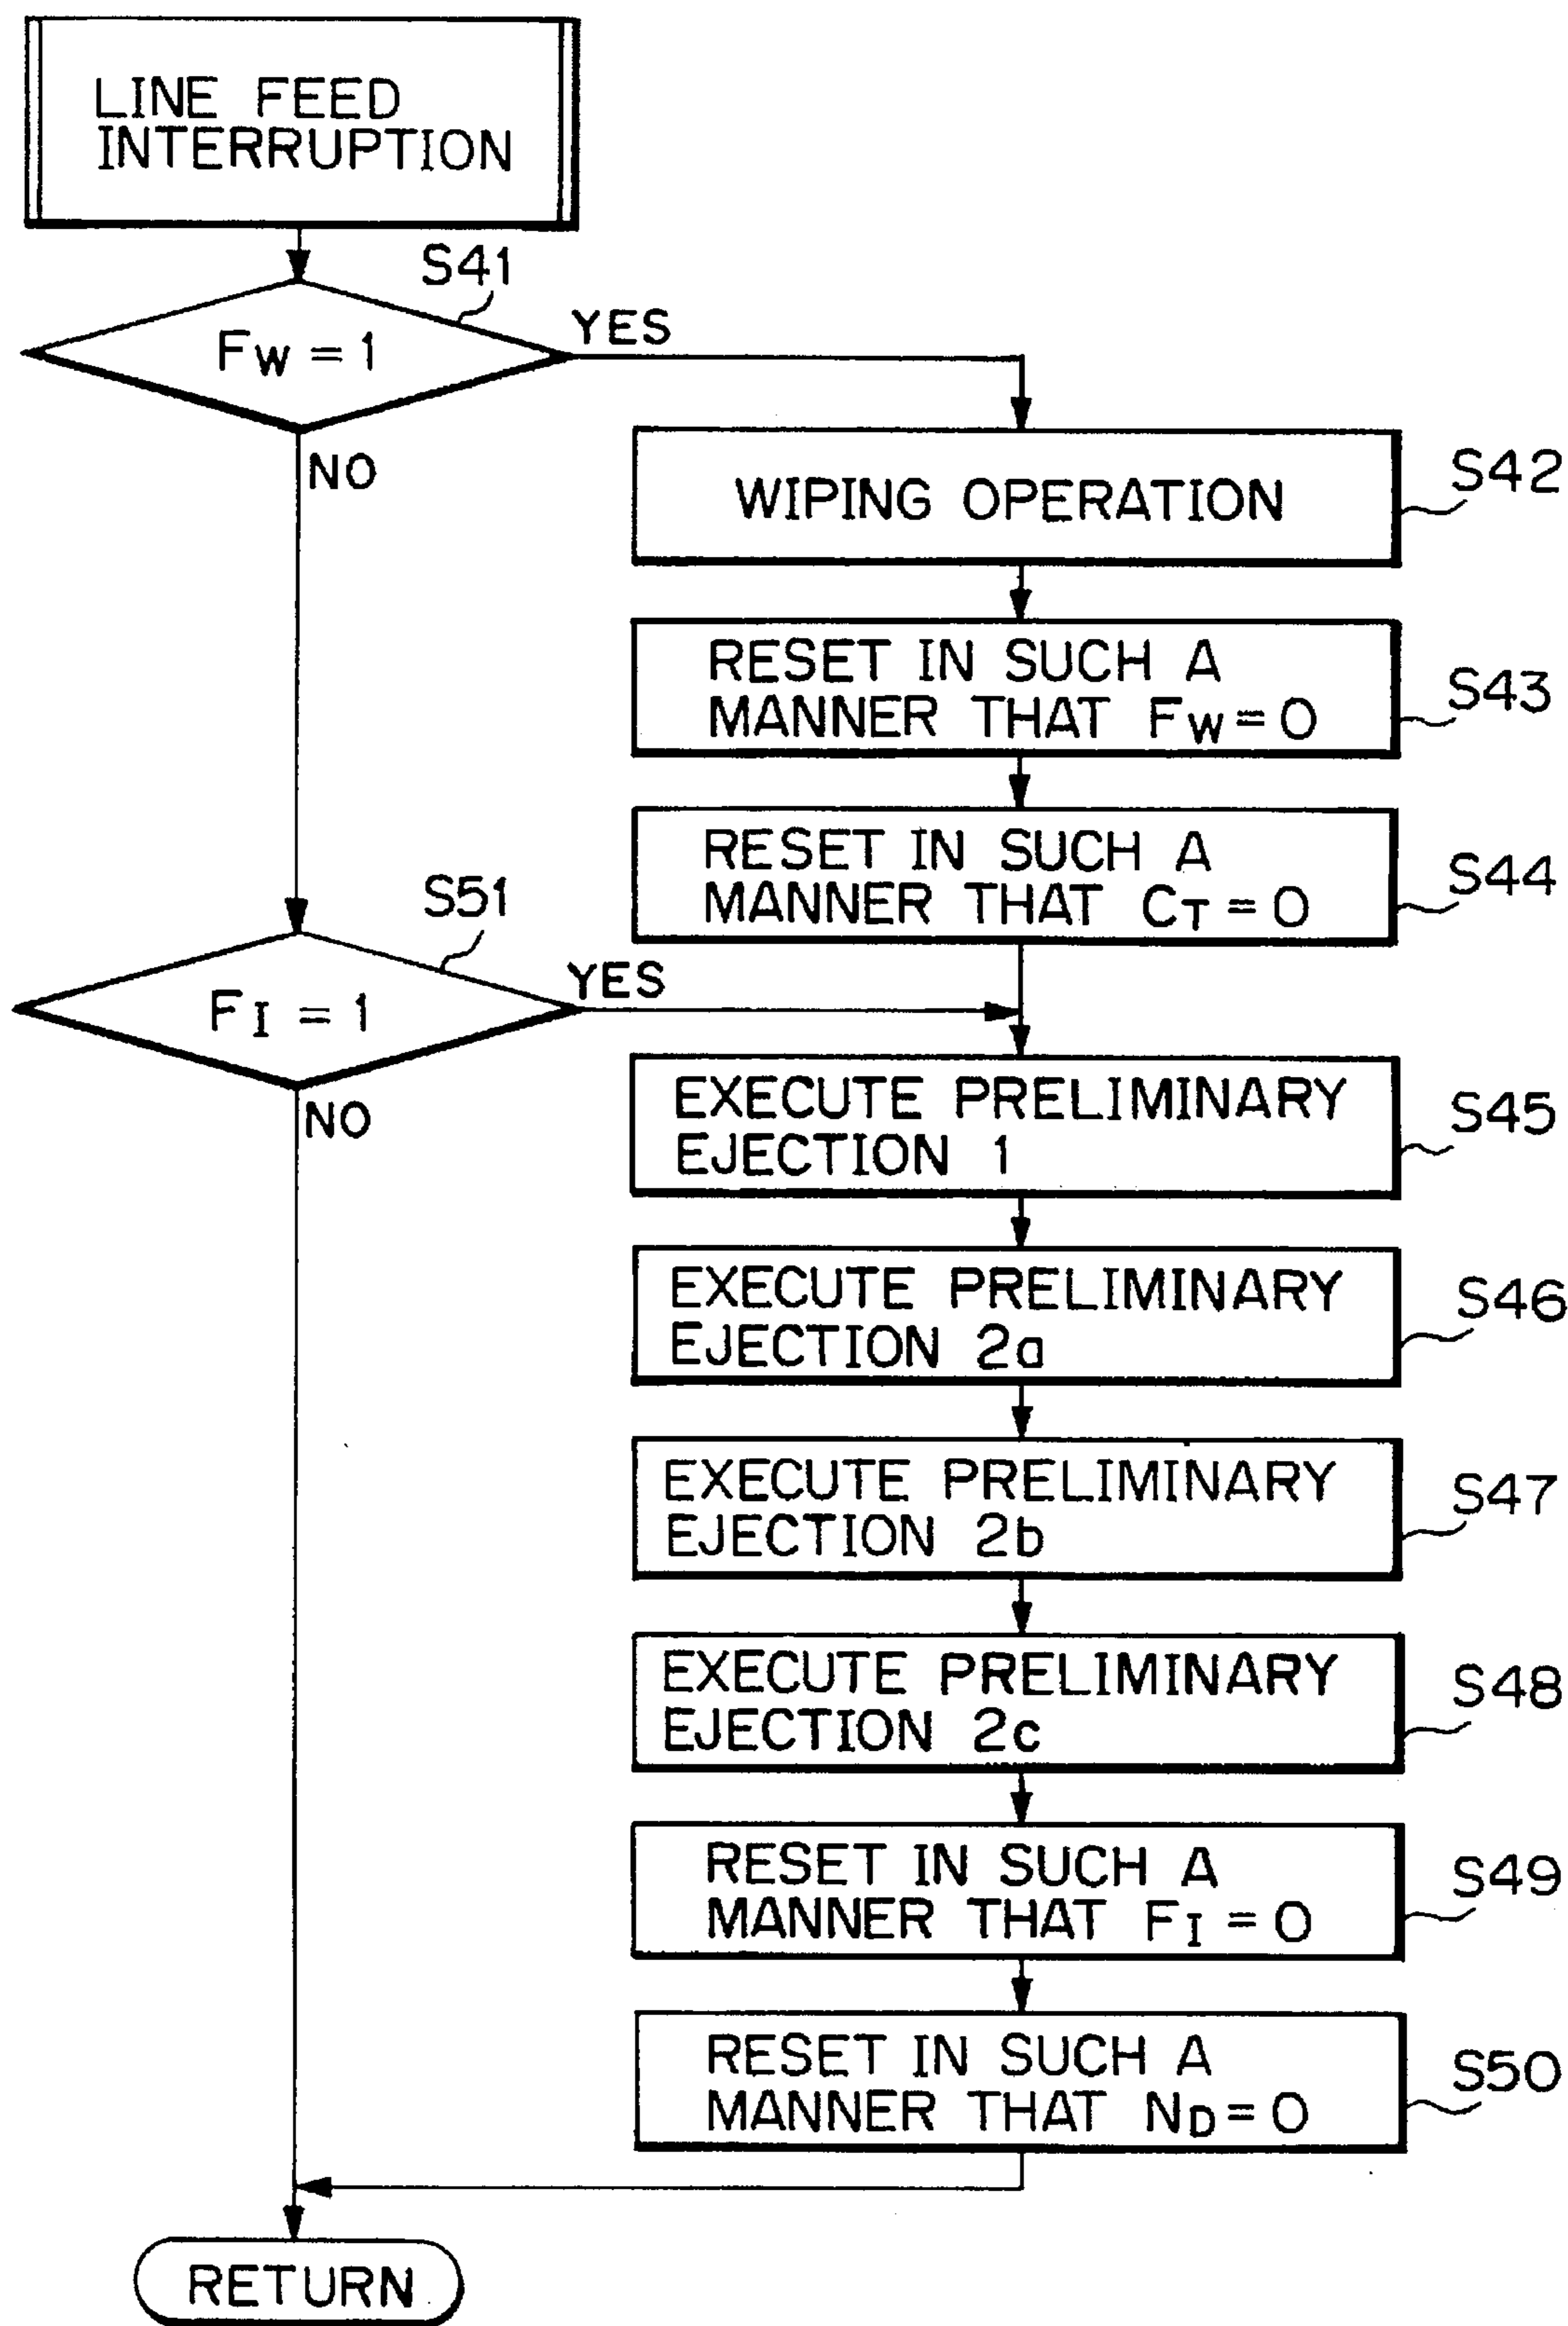 LINE FEED
INTERRUPTION
S41
FW = 1
YES
NO
WIPING OPERATION
S42
RESET IN SUCH A
MANNER THAT FW = 0
S43
RESET IN SUCH A
MANNER THAT CT = 0
S44
S51
FI = 1
YES
NO
EXECUTE PRELIMINARY
EJECTION 1
S45
EXECUTE PRELIMINARY
EJECTION 2a
S46
EXECUTE PRELIMINARY
EJECTION 2b
S47
EXECUTE PRELIMINARY
EJECTION 2c
S48
RESET IN SUCH A
MANNER THAT FI = 0
S49
RESET IN SUCH A
MANNER THAT ND = 0
S50
RETURN